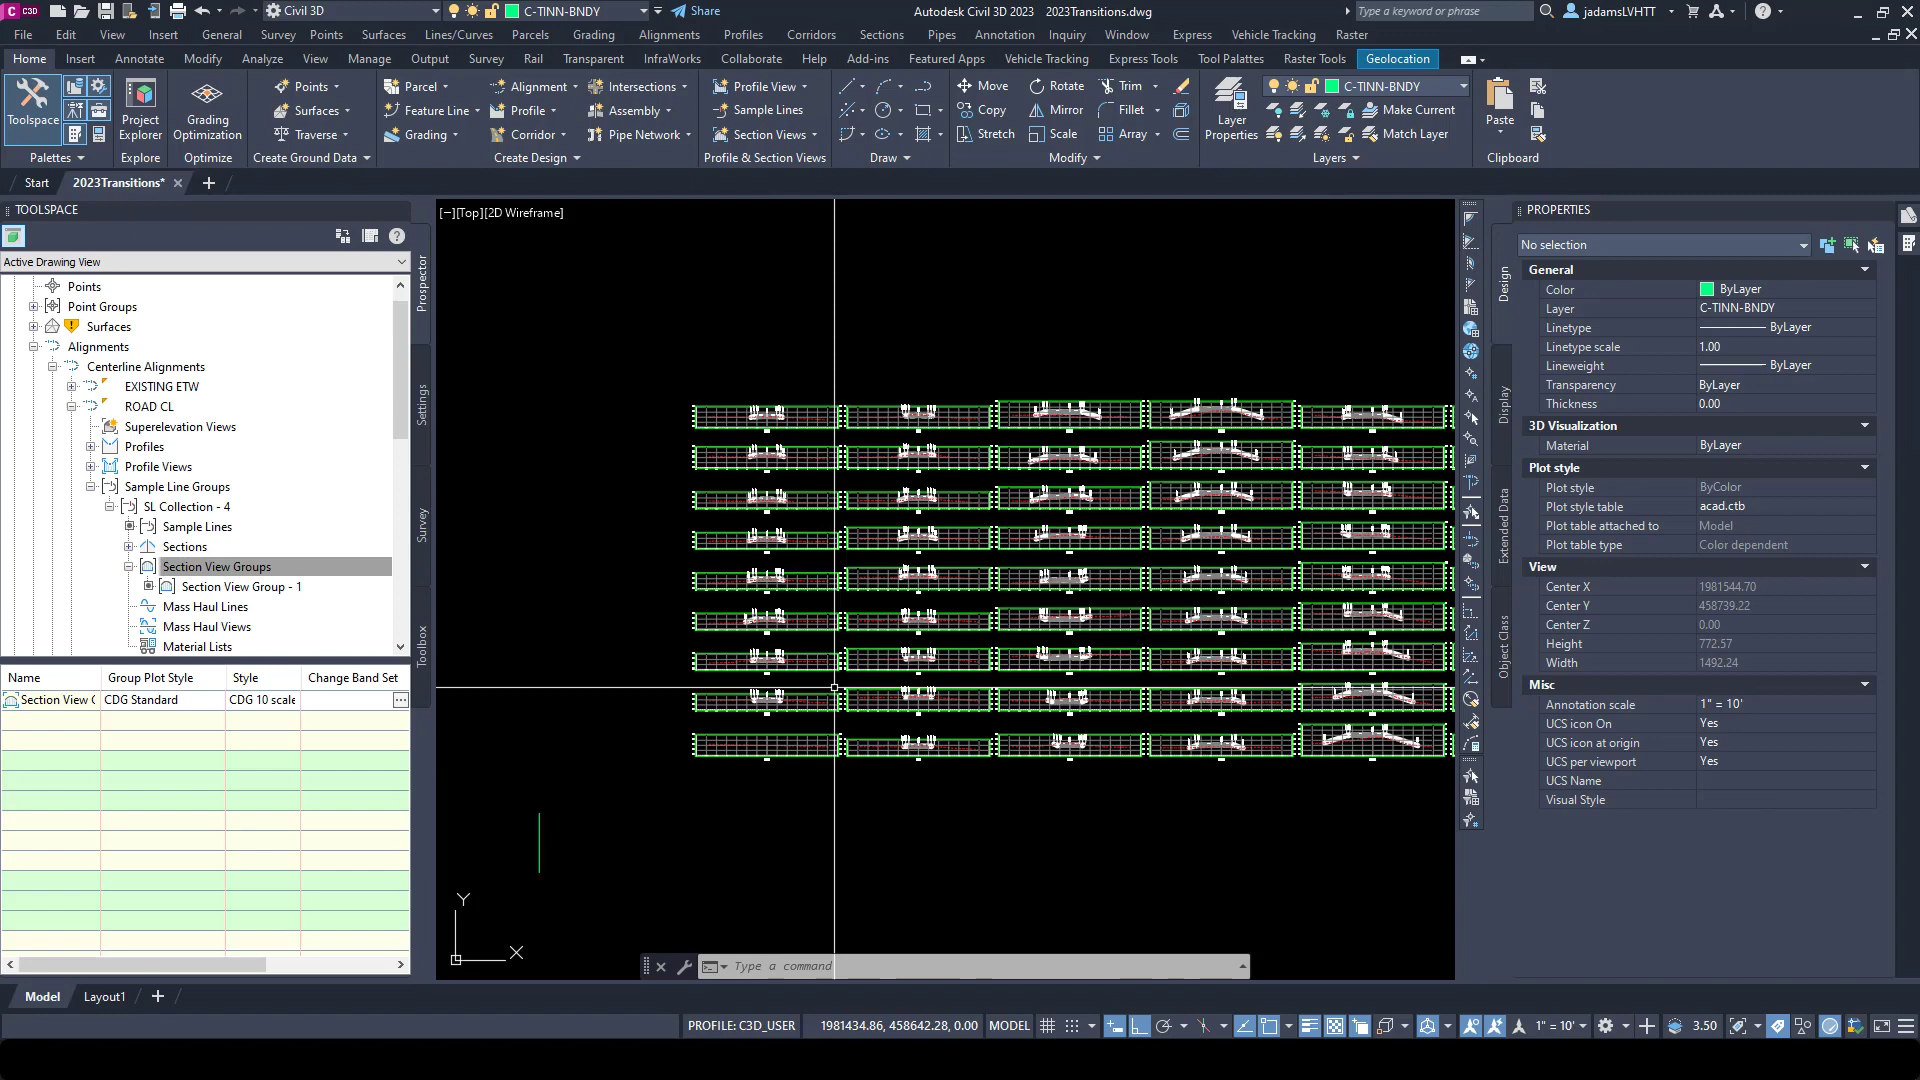 C C3D Civil 3D C-TINN-BNDY Share Autodesk Civil 3D 2023 2023Transitions.dwg Type a keyword or phrase jadamsLVHTT
File Edit View Insert General Survey Points Surfaces Lines/Curves Parcels Grading Alignments Profiles Corridors Sections Pipes Annotation Inquiry Window Express Vehicle Tracking Raster
Home Insert Annotate Modify Analyze View Manage Output Survey Rail Transparent InfraWorks Collaborate Help Add-ins Featured Apps Vehicle Tracking Express Tools Tool Palettes Raster Tools Geolocation
Points Parcel Alignment Intersections Profile View Move Rotate Trim C-TINN-BNDY
Toolspace Project Explorer Grading Optimization Surfaces Feature Line Profile Assembly Sample Lines Copy Mirror Fillet Layer Properties Make Current Paste
Traverse Grading Corridor Pipe Network Section Views Stretch Scale Array Match Layer
Palettes Explore Optimize Create Ground Data Create Design Profile & Section Views Draw Modify Layers Clipboard
Start 2023Transitions*
TOOLSPACE
Active Drawing View
Points
Point Groups
Surfaces
Alignments
Centerline Alignments
EXISTING ETW
ROAD CL
Superelevation Views
Profiles
Profile Views
Sample Line Groups
SL Collection - 4
Sample Lines
Sections
Section View Groups
Section View Group - 1
Mass Haul Lines
Mass Haul Views
Material Lists
Prospector
Settings
Survey
Toolbox
Name Group Plot Style Style Change Band Set
Section View CDG Standard CDG 10 scale ...
[−][Top][2D Wireframe]
Y
X
Type a command
PROPERTIES
No selection
Design
Display
Extended Data
Object Class
General
Color ByLayer
Layer C-TINN-BNDY
Linetype ByLayer
Linetype scale 1.00
Lineweight ByLayer
Transparency ByLayer
Thickness 0.00
3D Visualization
Material ByLayer
Plot style
Plot style ByColor
Plot style table acad.ctb
Plot table attached to Model
Plot table type Color dependent
View
Center X 1981544.70
Center Y 458739.22
Center Z 0.00
Height 772.57
Width 1492.24
Misc
Annotation scale 1" = 10'
UCS icon On Yes
UCS icon at origin Yes
UCS per viewport Yes
UCS Name
Visual Style
Model Layout1
PROFILE: C3D_USER 1981434.86, 458642.28, 0.00 MODEL 1" = 10' 3.50